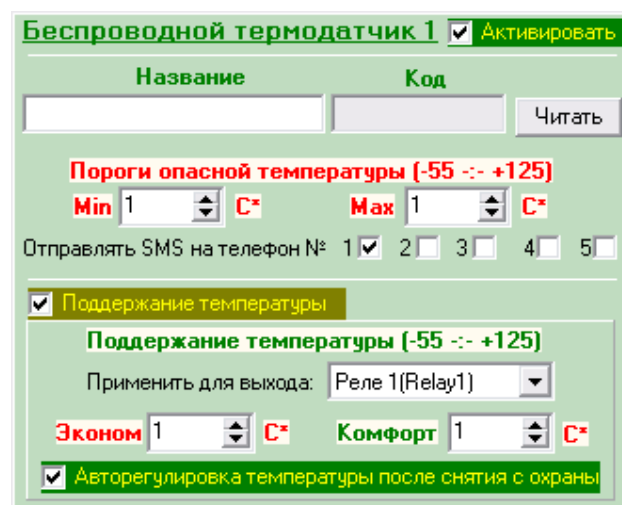 Беспроводной термодатчик 1 Активировать
Название Код
Читать
Пороги опасной температуры (-55 -:- +125)
Min 1 C* Max 1 C*
Отправлять SMS на телефон № 1 2 3 4 5
Поддержание температуры
Поддержание температуры (-55 -:- +125)
Применить для выхода: Реле 1(Relay1)
Эконом 1 C* Комфорт 1 C*
Авторегулировка температуры после снятия с охраны